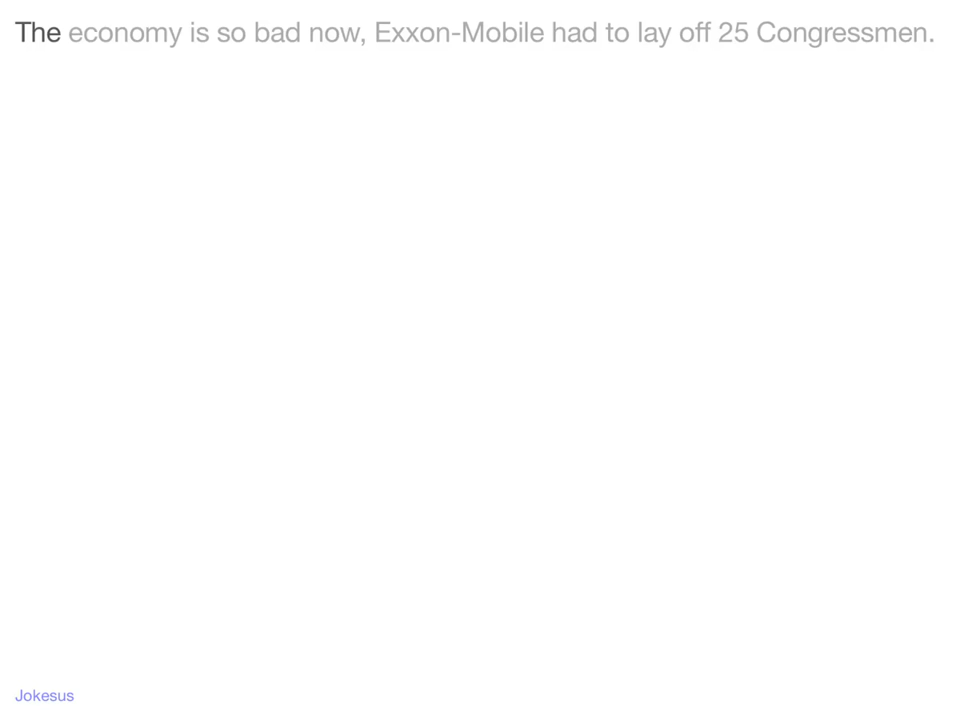 The economy is so bad now, Exxon-Mobile had to lay off 25 Congressmen.
Jokesus